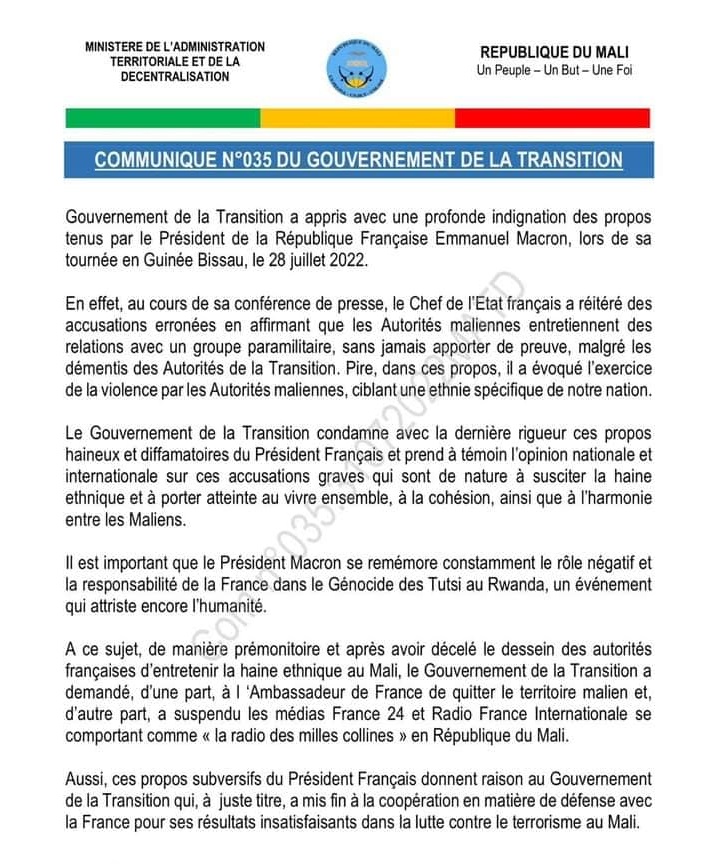 MINISTERE DE L'ADMINISTRATION
TERRITORIALE ET DE LA
DECENTRALISATION
REPUBLIQUE DU MALI
Un Peuple – Un But – Une Foi
COMMUNIQUE N°035 DU GOUVERNEMENT DE LA TRANSITION
Gouvernement de la Transition a appris avec une profonde indignation des propos
tenus par le Président de la République Française Emmanuel Macron, lors de sa
tournée en Guinée Bissau, le 28 juillet 2022.
En effet, au cours de sa conférence de presse, le Chef de l'Etat français a réitéré des
accusations erronées en affirmant que les Autorités maliennes entretiennent des
relations avec un groupe paramilitaire, sans jamais apporter de preuve, malgré les
démentis des Autorités de la Transition. Pire, dans ces propos, il a évoqué l'exercice
de la violence par les Autorités maliennes, ciblant une ethnie spécifique de notre nation.
Le Gouvernement de la Transition condamne avec la dernière rigueur ces propos
haineux et diffamatoires du Président Français et prend à témoin l'opinion nationale et
internationale sur ces accusations graves qui sont de nature à susciter la haine
ethnique et à porter atteinte au vivre ensemble, à la cohésion, ainsi que à l'harmonie
entre les Maliens.
Il est important que le Président Macron se remémore constamment le rôle négatif et
la responsabilité de la France dans le Génocide des Tutsi au Rwanda, un événement
qui attriste encore l'humanité.
A ce sujet, de manière prémonitoire et après avoir décelé le dessein des autorités
françaises d'entretenir la haine ethnique au Mali, le Gouvernement de la Transition a
demandé, d'une part, à l 'Ambassadeur de France de quitter le territoire malien et,
d'autre part, a suspendu les médias France 24 et Radio France Internationale se
comportant comme « la radio des milles collines » en République du Mali.
Aussi, ces propos subversifs du Président Français donnent raison au Gouvernement
de la Transition qui, à juste titre, a mis fin à la coopération en matière de défense avec
la France pour ses résultats insatisfaisants dans la lutte contre le terrorisme au Mali.